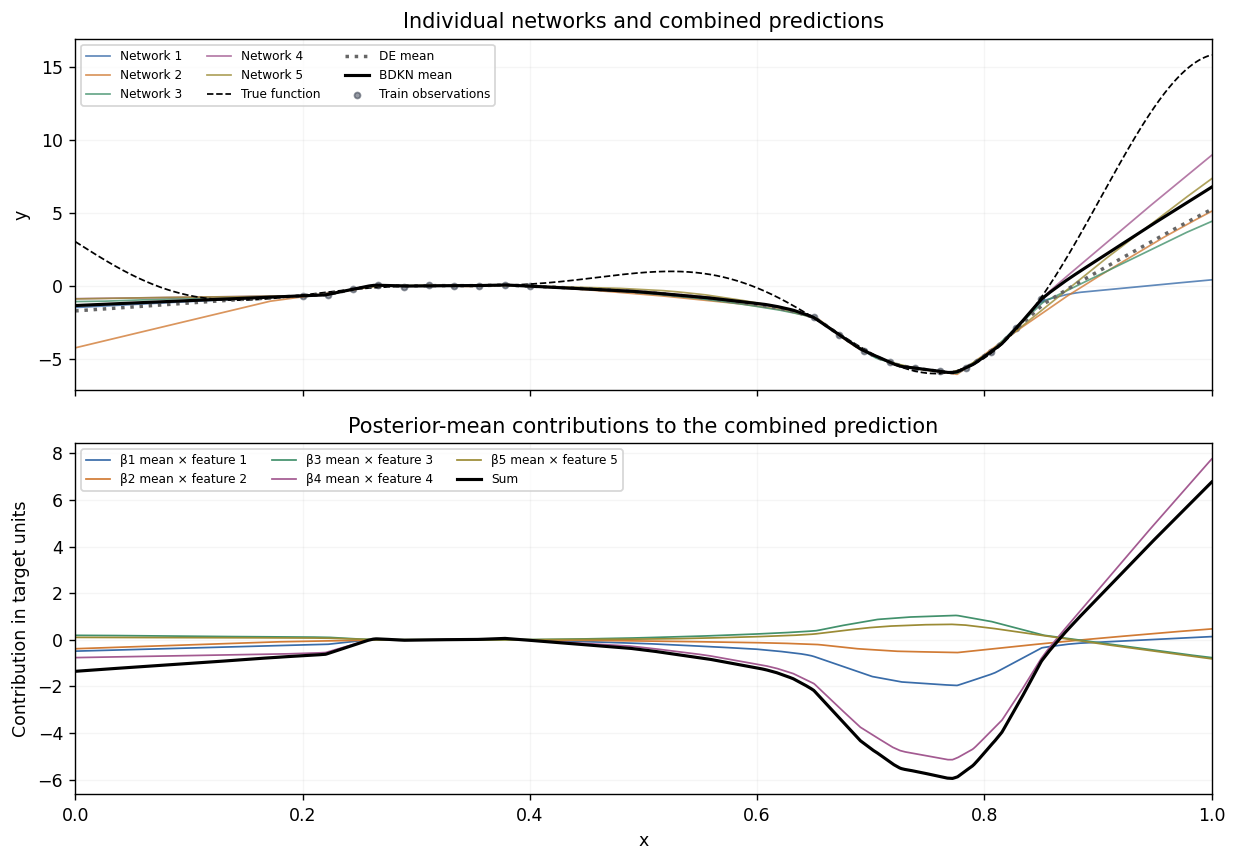 Individual networks and combined predictions
Network 1 Network 4 DE mean
Network 2 Network 5 BDKN mean
Network 3 True function Train observations
15
10
5
0
−5
y
Posterior-mean contributions to the combined prediction
β1 mean × feature 1 β3 mean × feature 3 β5 mean × feature 5
β2 mean × feature 2 β4 mean × feature 4 Sum
8
6
4
2
0
−2
−4
−6
Contribution in target units
0.0 0.2 0.4 0.6 0.8 1.0
x